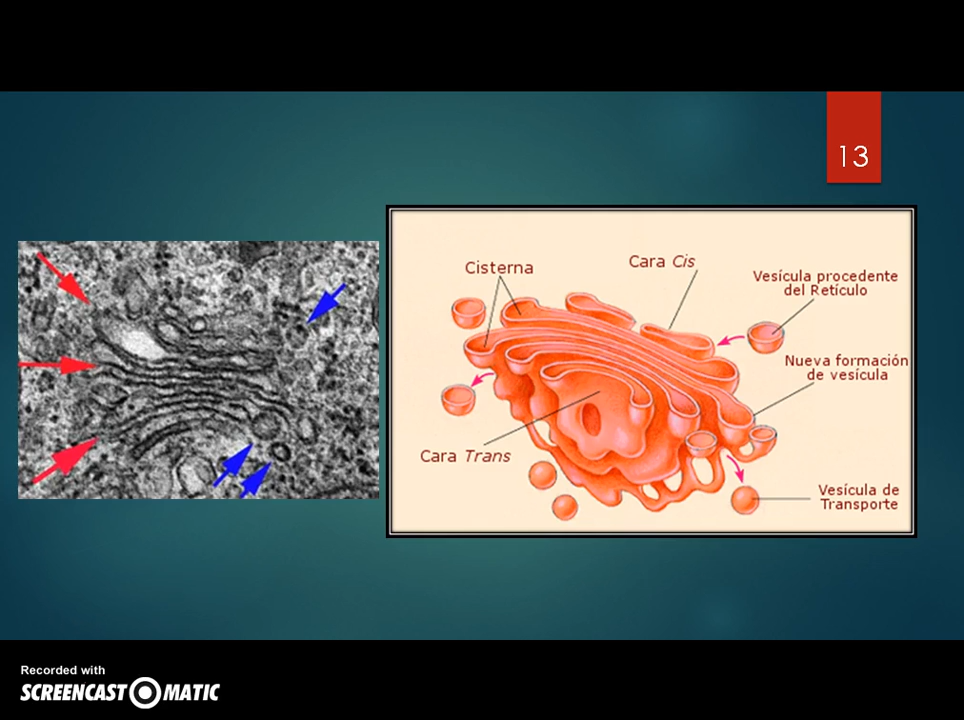 13
Cisterna
Cara Cis
Vesícula procedente
del Retículo
Nueva formación
de vesícula
Cara Trans
Vesícula de
Transporte
Recorded with
SCREENCAST MATIC